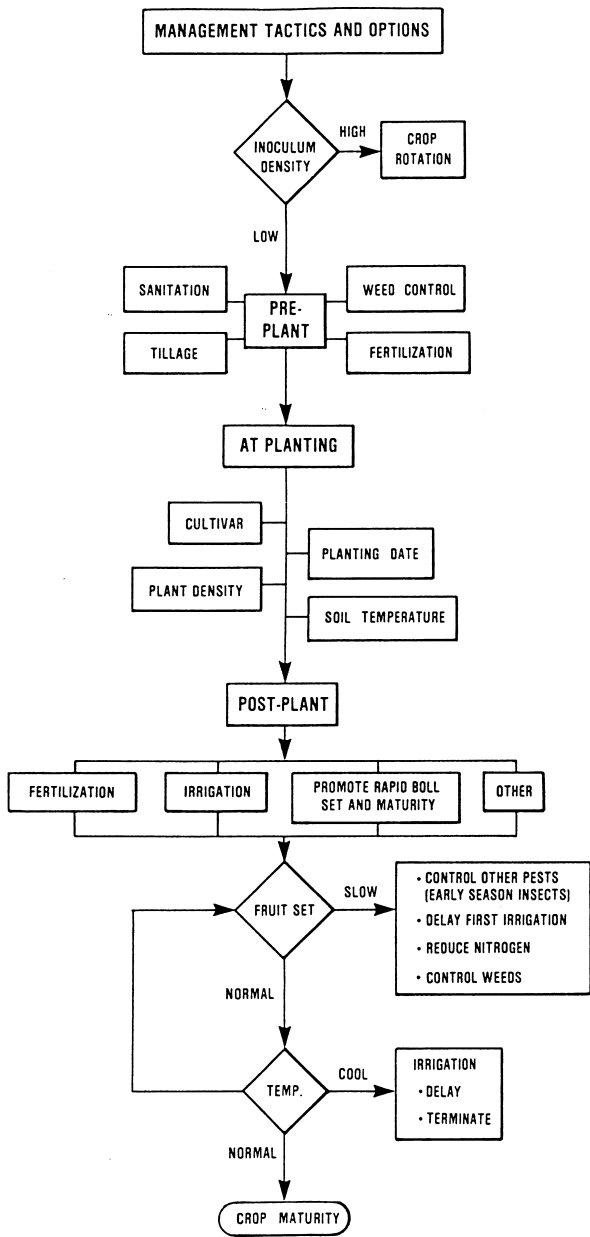 MANAGEMENT TACTICS AND OPTIONS
INOCULUM
DENSITY
HIGH
CROP
ROTATION
LOW
SANITATION
WEED CONTROL
PRE-
PLANT
TILLAGE
FERTILIZATION
AT PLANTING
CULTIVAR
PLANTING DATE
PLANT DENSITY
SOIL TEMPERATURE
POST-PLANT
FERTILIZATION
IRRIGATION
PROMOTE RAPID BOLL
SET AND MATURITY
OTHER
FRUIT SET
SLOW
• CONTROL OTHER PESTS
(EARLY SEASON INSECTS)
• DELAY FIRST IRRIGATION
• REDUCE NITROGEN
• CONTROL WEEDS
NORMAL
TEMP.
COOL
IRRIGATION
• DELAY
• TERMINATE
NORMAL
CROP MATURITY